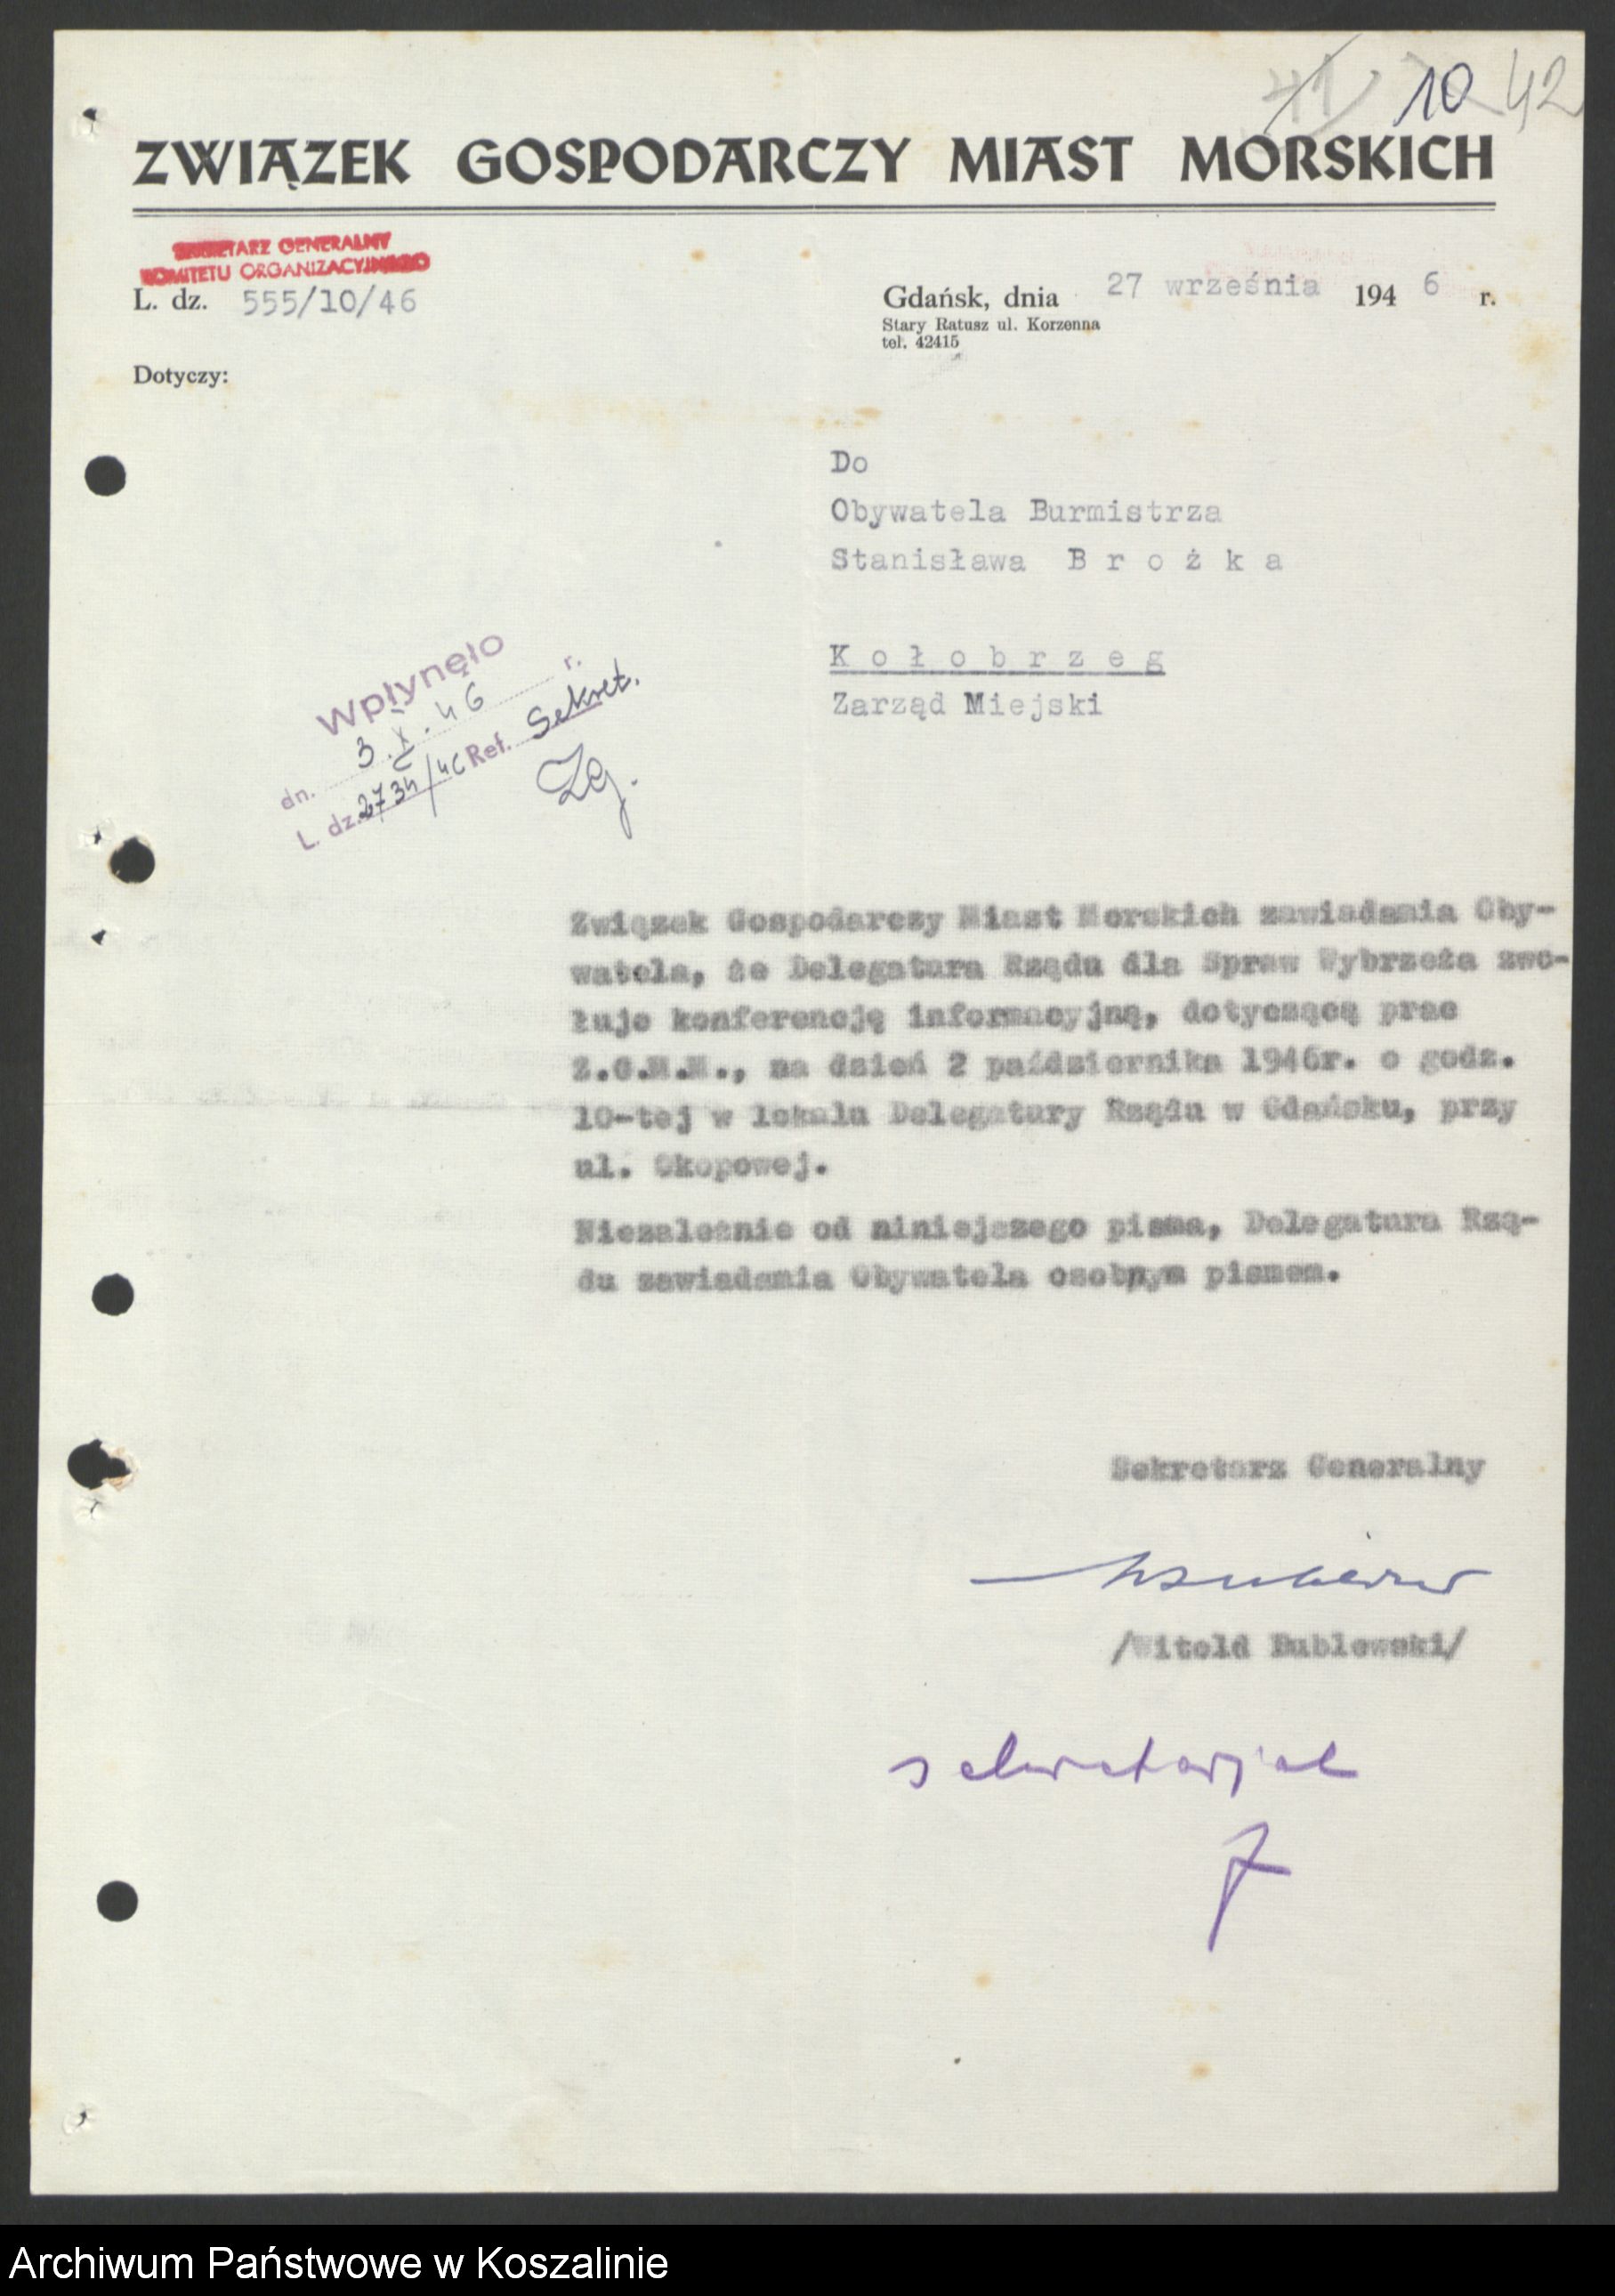 41 10 42
ZWIĄZEK GOSPODARCZY MIAST MORSKICH
SEKRETARZ GENERALNY
KOMITETU ORGANIZACYJNEGO
L. dz. 555/10/46
Gdańsk, dnia 27 września 1946 r.
Stary Ratusz ul. Korzenna
tel. 42415
Dotyczy:
Do
Obywatela Burmistrza
Stanisława B r o ż k a
K o ł o b r z e g
Zarząd Miejski
Wpłynęło
dn. 3.X.46 r.
L. dz. 2734/46 Ref. Sekret.
Związek Gospodarczy Miast Morskich zawiadamia Oby-
watela, że Delegatura Rządu dla Spraw Wybrzeża zwo-
łuje konferencję informacyjną, dotyczącą prac
Z.G.M.M., na dzień 2 października 1946r. o godz.
10-tej w lokalu Delegatury Rządu w Gdańsku, przy
ul. Okopowej.
Niezależnie od niniejszego pisma, Delegatura Rzą-
du zawiadamia Obywatela osobnym pismem.
Sekretarz Generalny
/Witold Bublewski/
sekretarjat
Archiwum Państwowe w Koszalinie